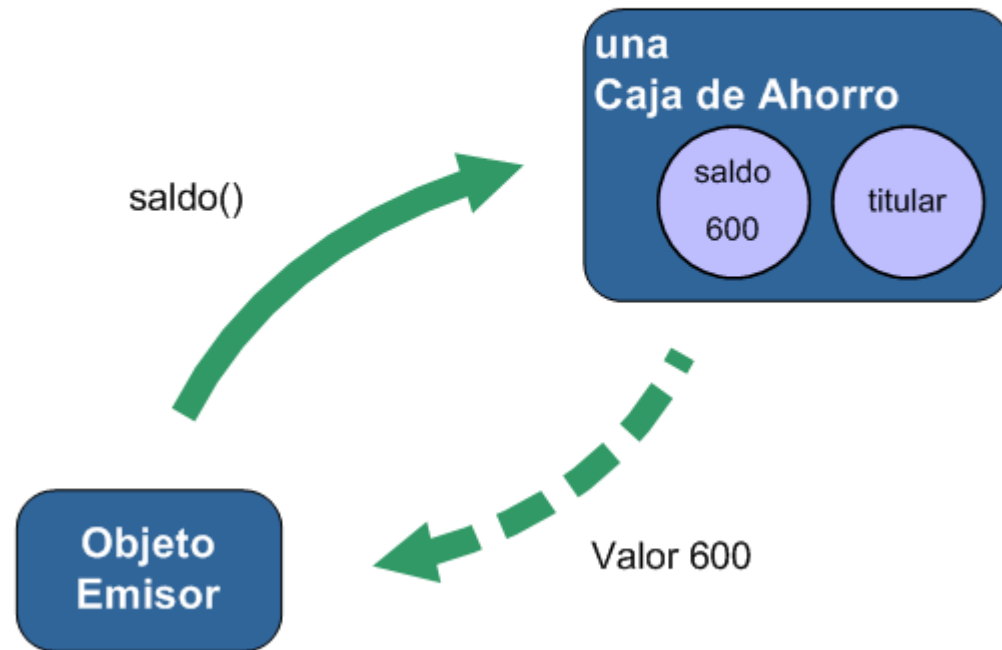 una
Caja de Ahorro
saldo
600
titular
saldo()
Valor 600
Objeto
Emisor